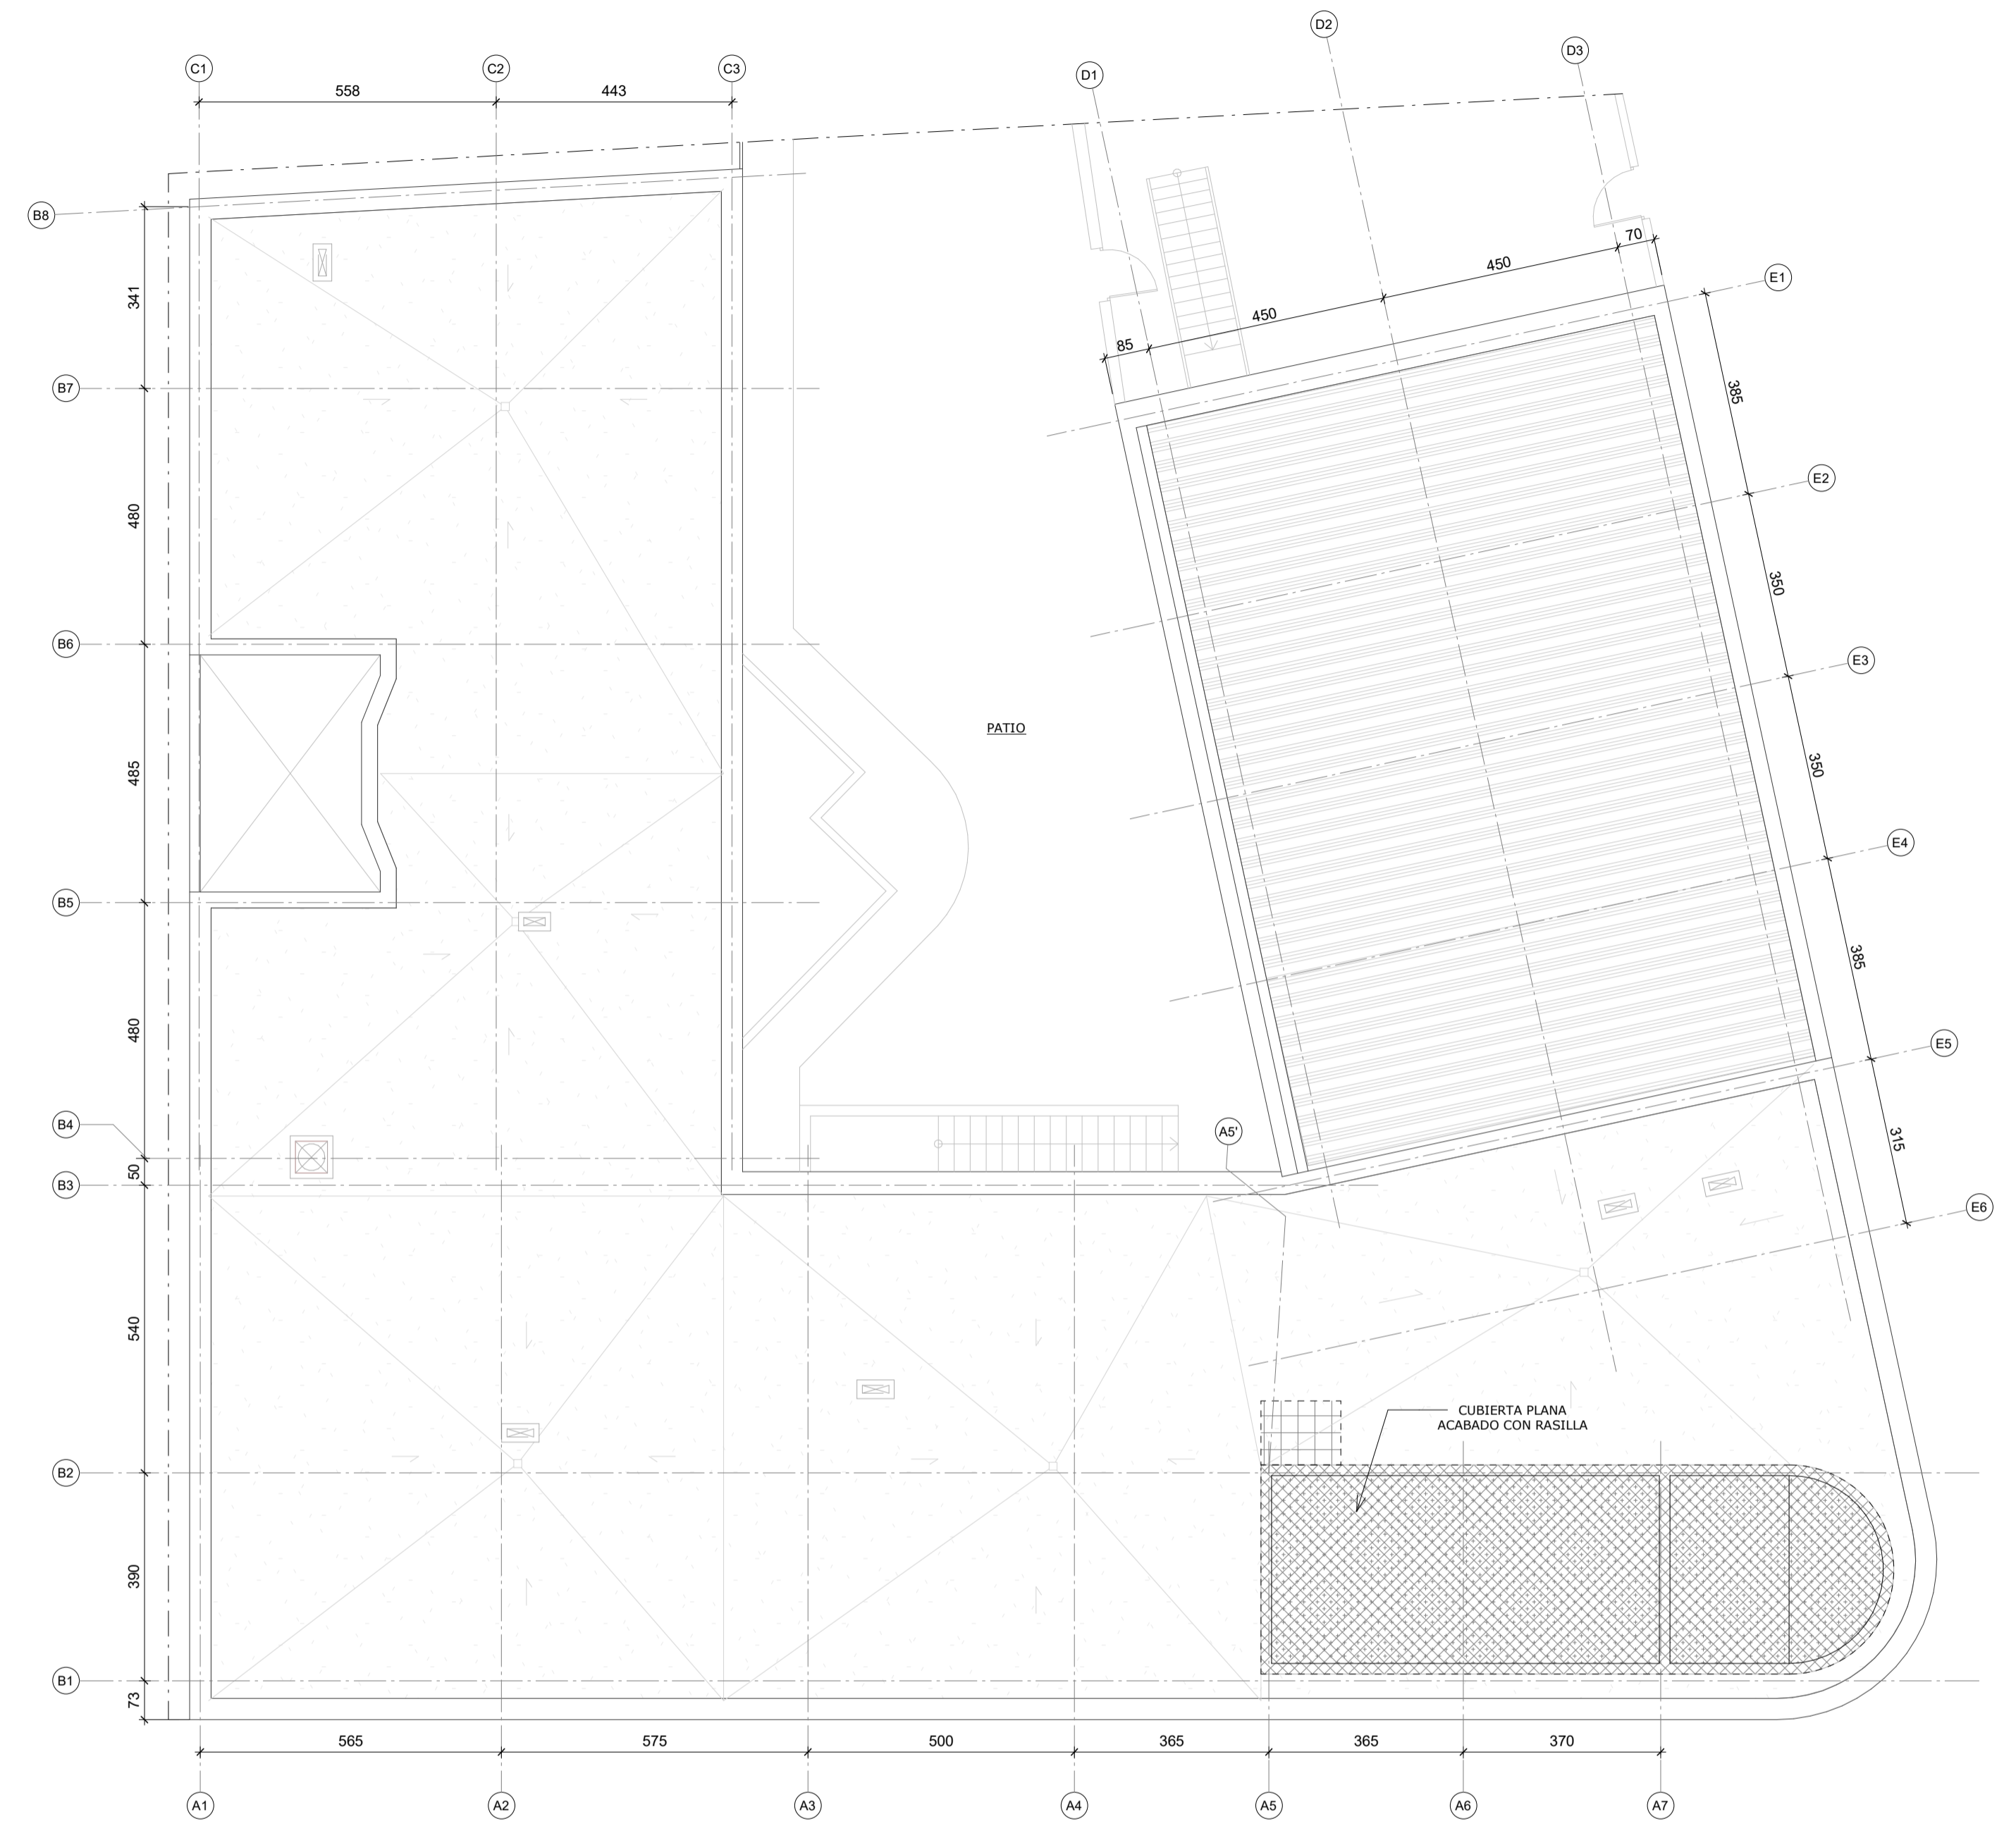 D2
D3
C1
C2
C3
D1
558
443
B8
70
450
E1
450
85
341
B7
385
E2
480
350
B6
E3
PATIO
485
350
E4
B5
385
480
E5
B4
A5'
315
50
B3
E6
540
CUBIERTA PLANA
ACABADO CON RASILLA
B2
390
B1
73
565
575
500
365
365
370
A1
A2
A3
A4
A5
A6
A7